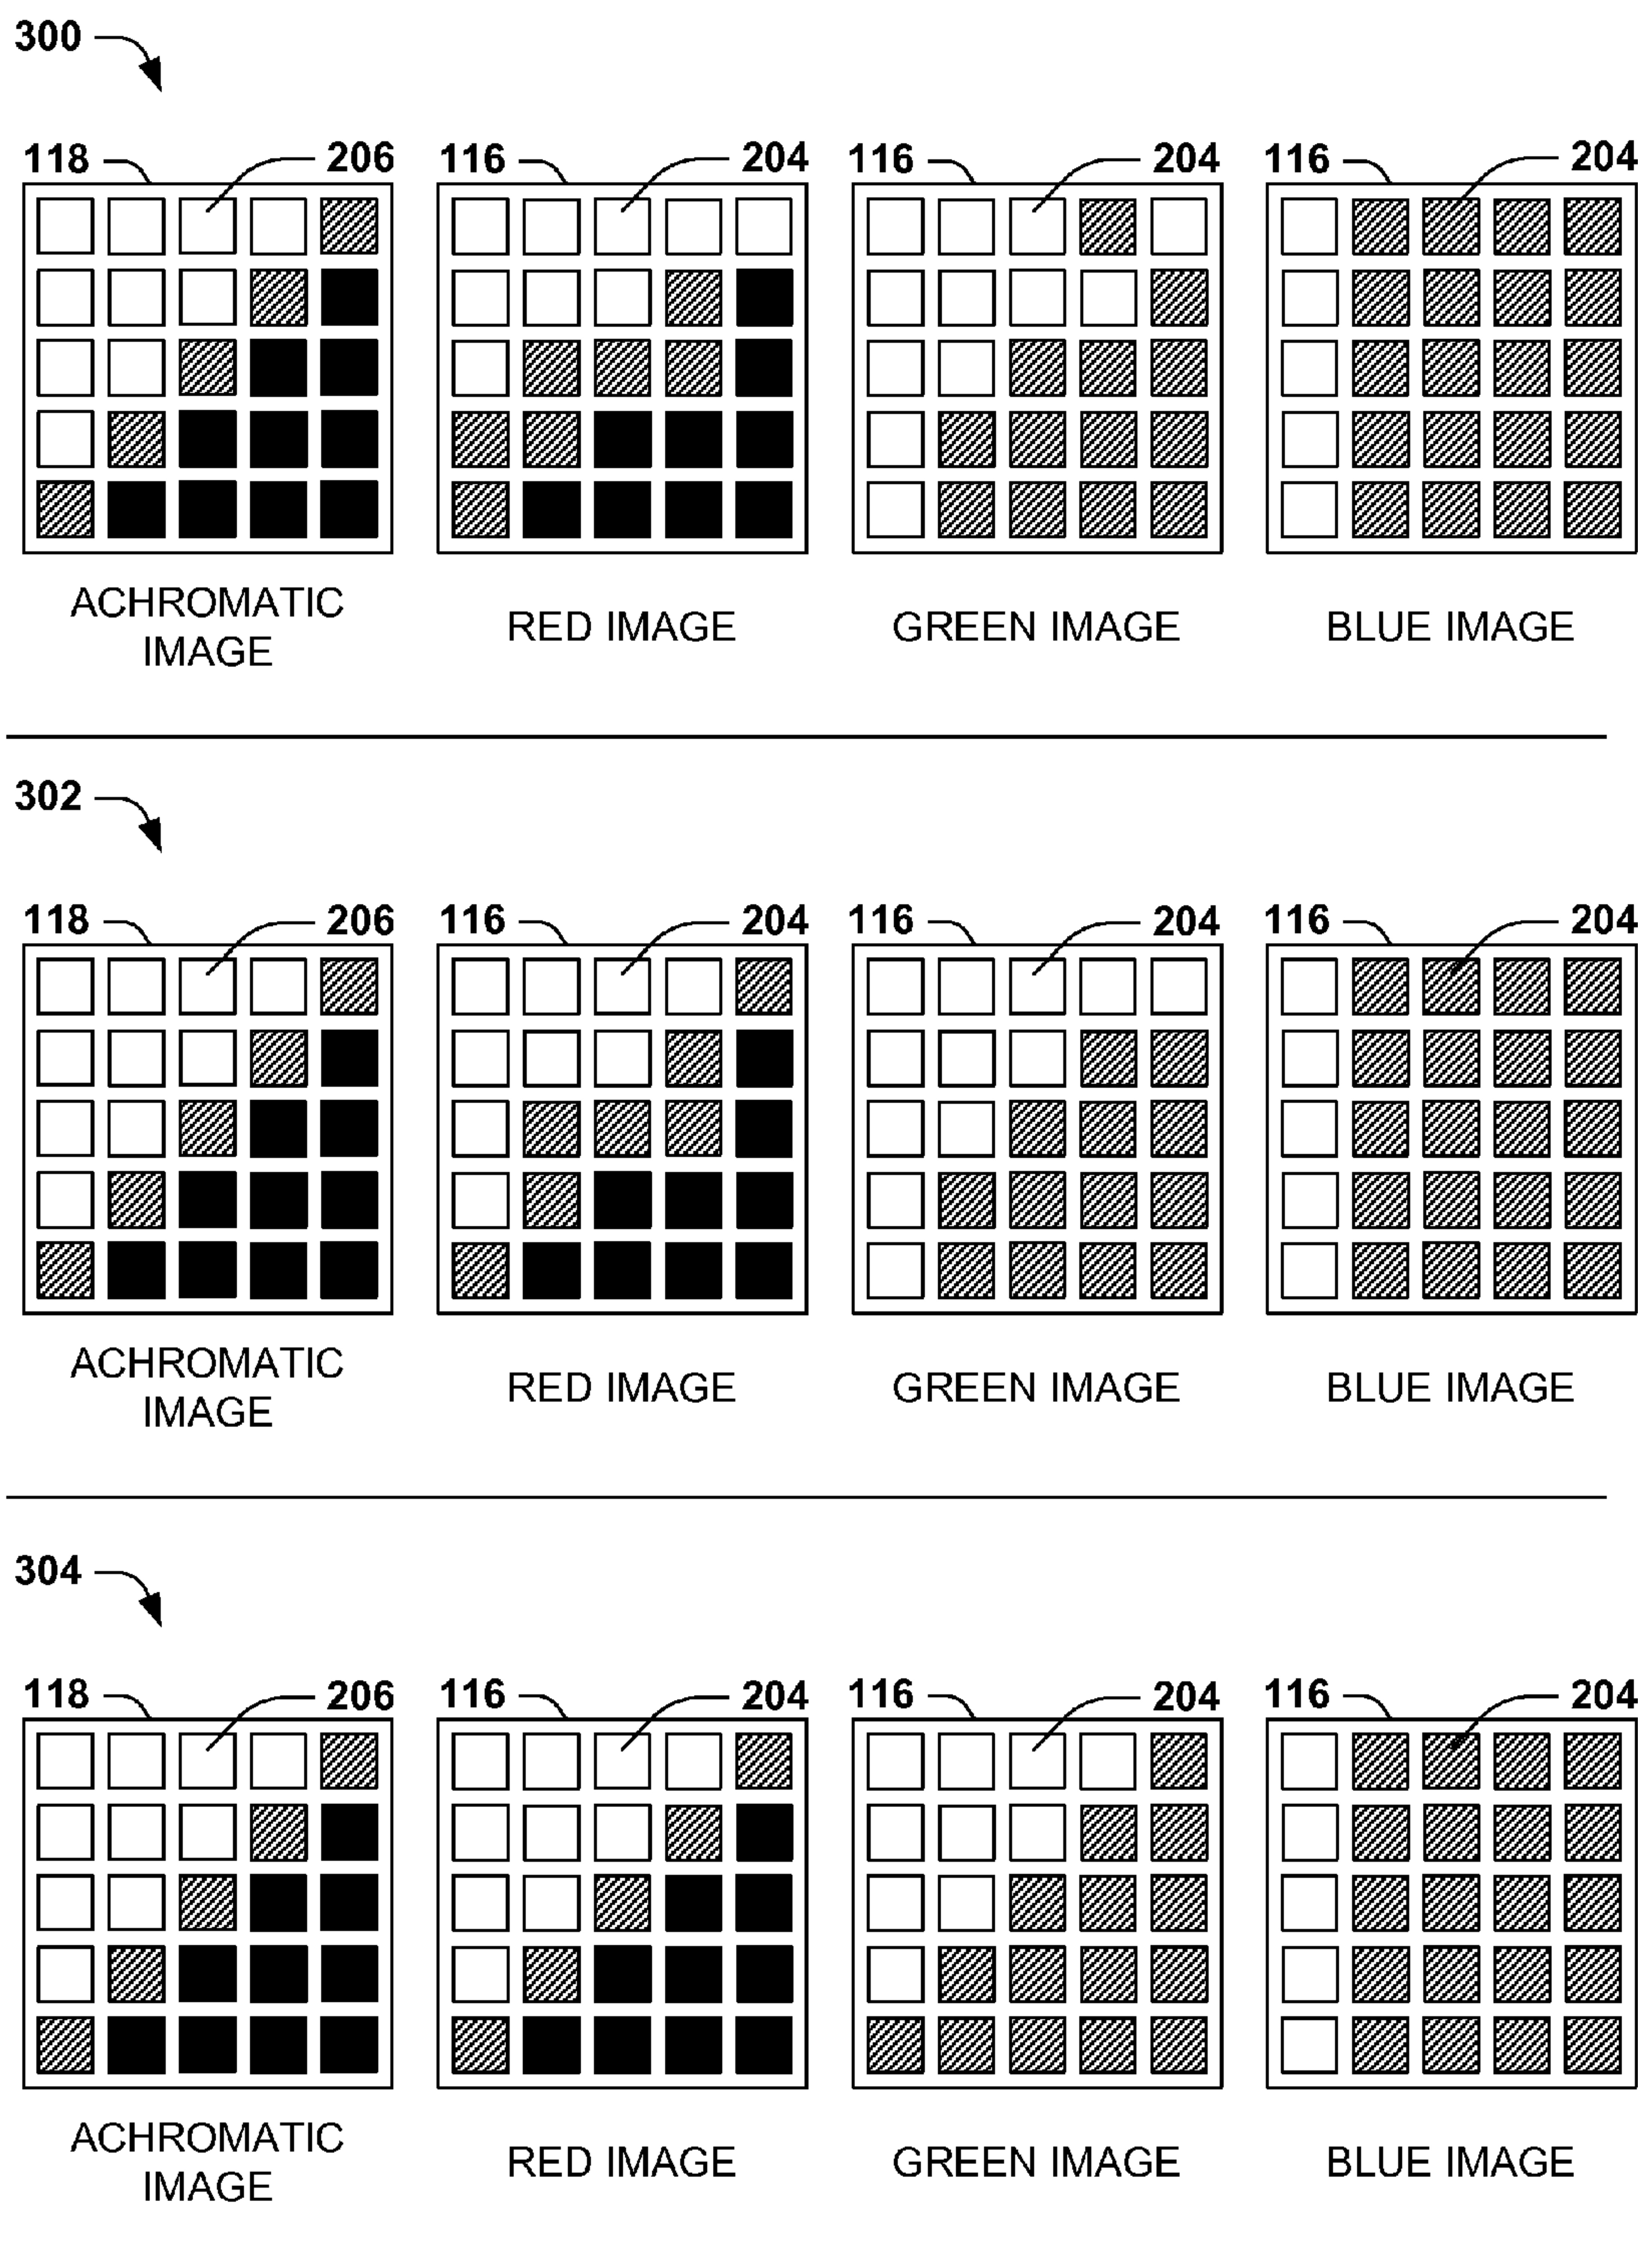 300
118 206 116 204 116 204 116 204
ACHROMATIC IMAGE
RED IMAGE
GREEN IMAGE
BLUE IMAGE
302
118 206 116 204 116 204 116 204
ACHROMATIC IMAGE
RED IMAGE
GREEN IMAGE
BLUE IMAGE
304
118 206 116 204 116 204 116 204
ACHROMATIC IMAGE
RED IMAGE
GREEN IMAGE
BLUE IMAGE